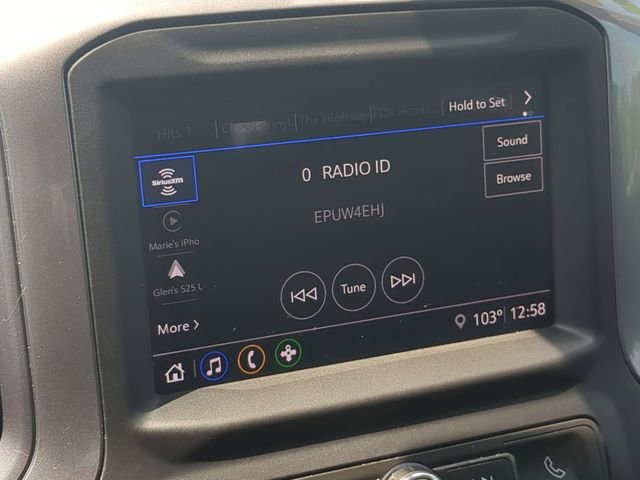 Hits 1 Classic Vinyl The Highway FOX Headl... Hold to Set
SiriusXM
0 RADIO ID
Sound
Browse
EPUW4EHJ
Marie's iPho
Glen's S25 U
Tune
More
103° 12:58